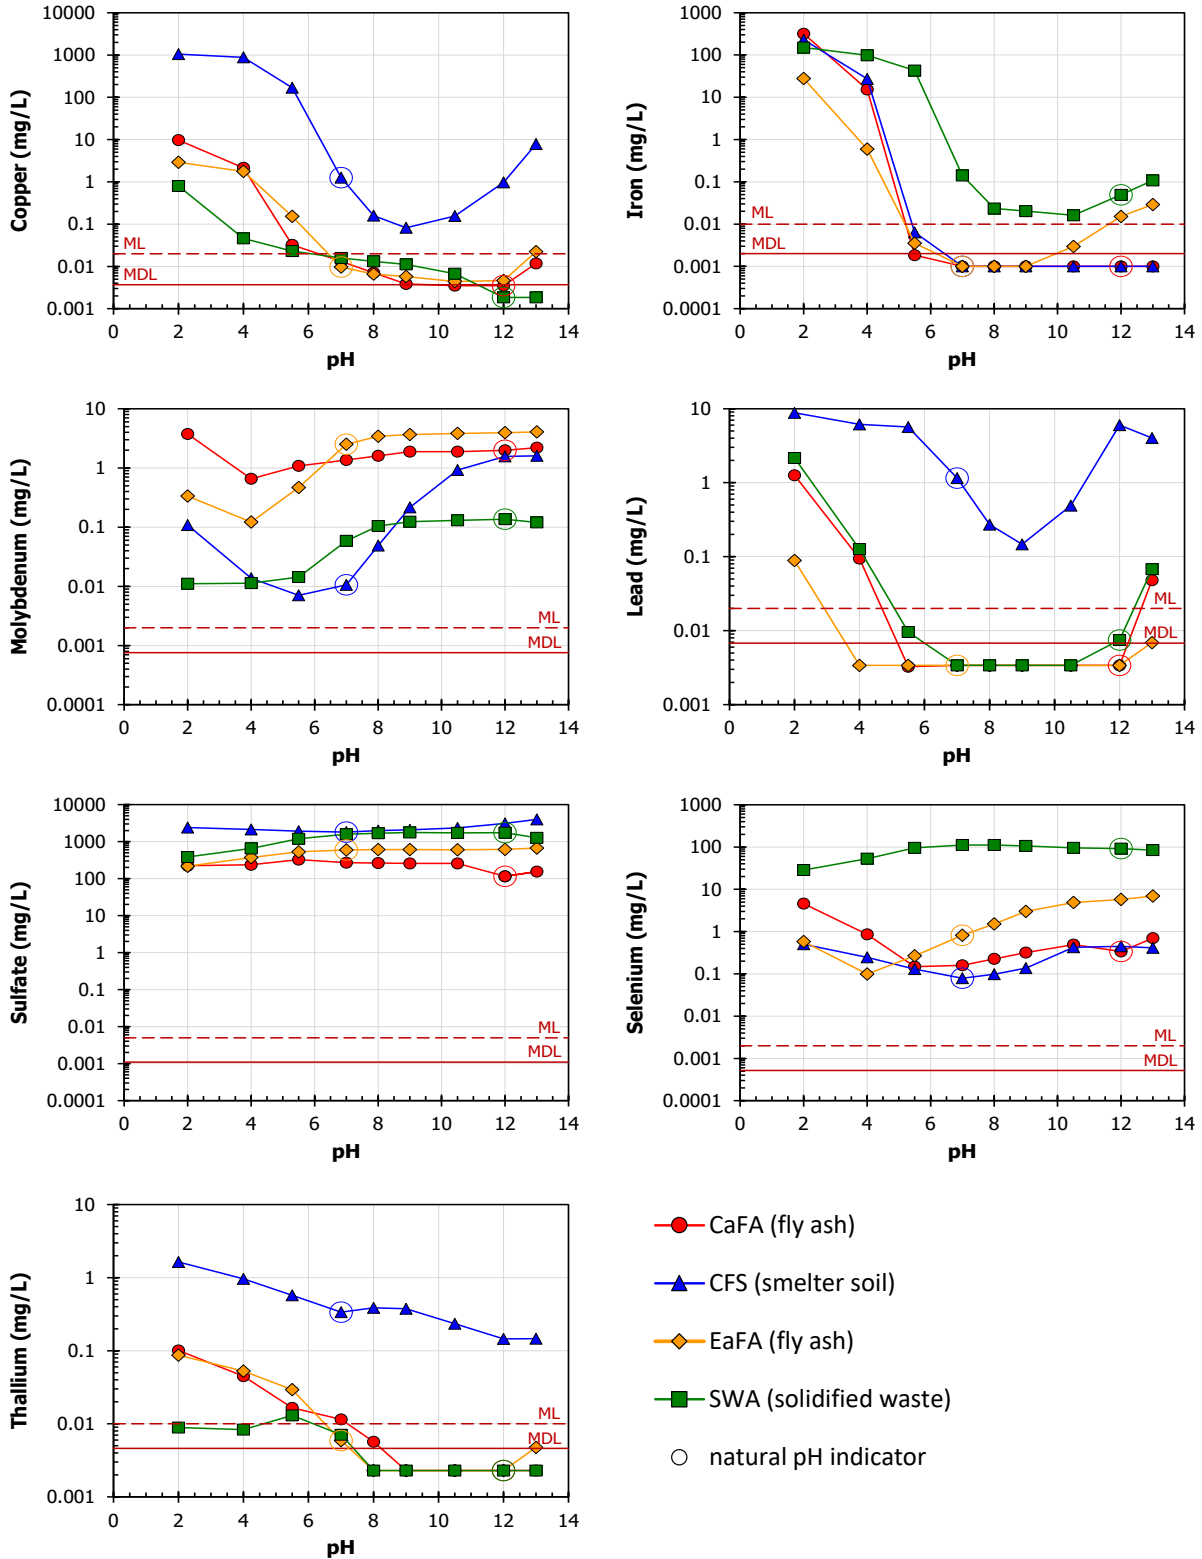 Copper (mg/L)
10000
1000
100
10
1
0.1
0.01
0.001
ML
MDL
0 2 4 6 8 10 12 14
pH
Iron (mg/L)
1000
100
10
1
0.1
0.01
0.001
0.0001
ML
MDL
0 2 4 6 8 10 12 14
pH
Molybdenum (mg/L)
10
1
0.1
0.01
0.001
0.0001
ML
MDL
0 2 4 6 8 10 12 14
pH
Lead (mg/L)
10
1
0.1
0.01
0.001
ML
MDL
0 2 4 6 8 10 12 14
pH
Sulfate (mg/L)
10000
1000
100
10
1
0.1
0.01
0.001
0.0001
ML
MDL
0 2 4 6 8 10 12 14
pH
Selenium (mg/L)
1000
100
10
1
0.1
0.01
0.001
0.0001
ML
MDL
0 2 4 6 8 10 12 14
pH
Thallium (mg/L)
10
1
0.1
0.01
0.001
ML
MDL
0 2 4 6 8 10 12 14
pH
CaFA (fly ash)
CFS (smelter soil)
EaFA (fly ash)
SWA (solidified waste)
natural pH indicator